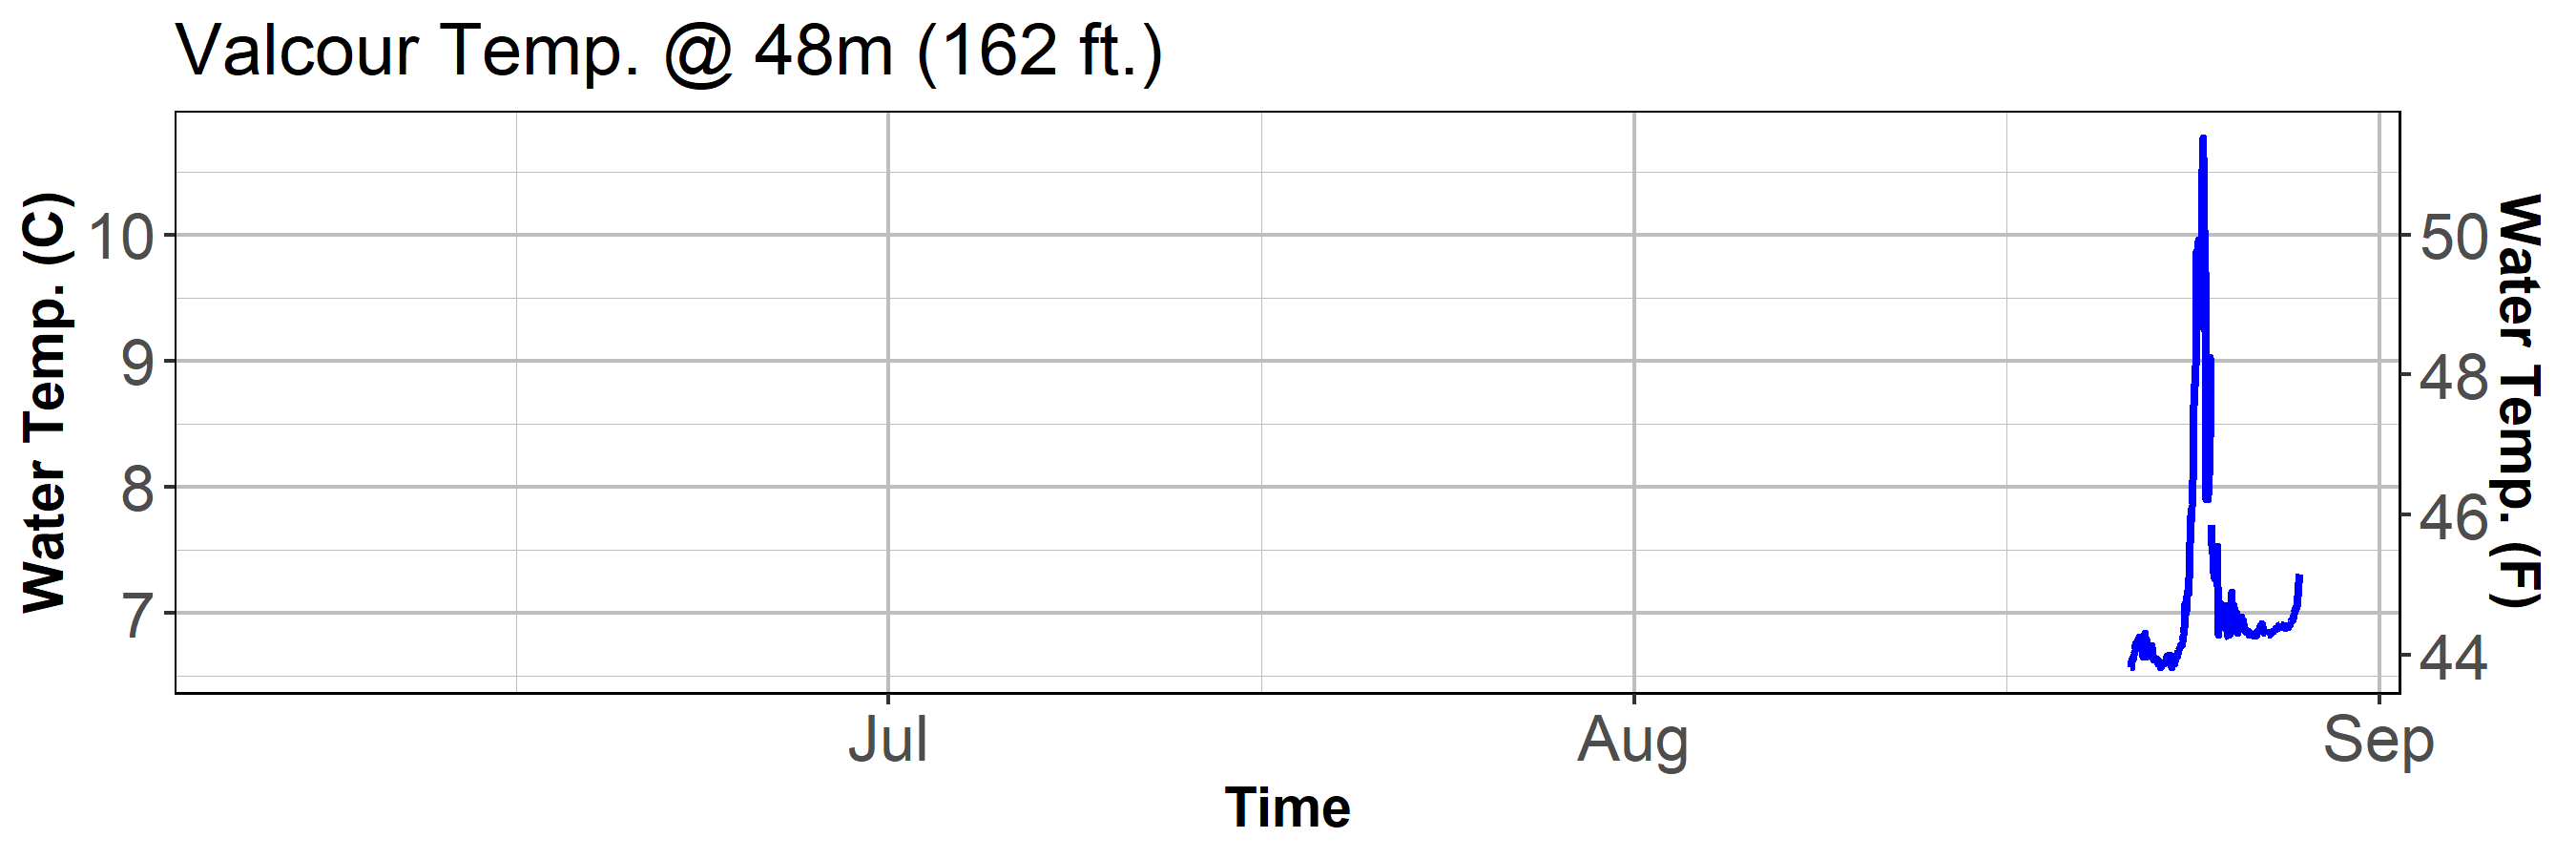 Valcour Temp. @ 48m (162 ft.)
Water Temp. (C)
10
9
8
7
50
48
46
44
Water Temp. (F)
Jul
Aug
Sep
Time